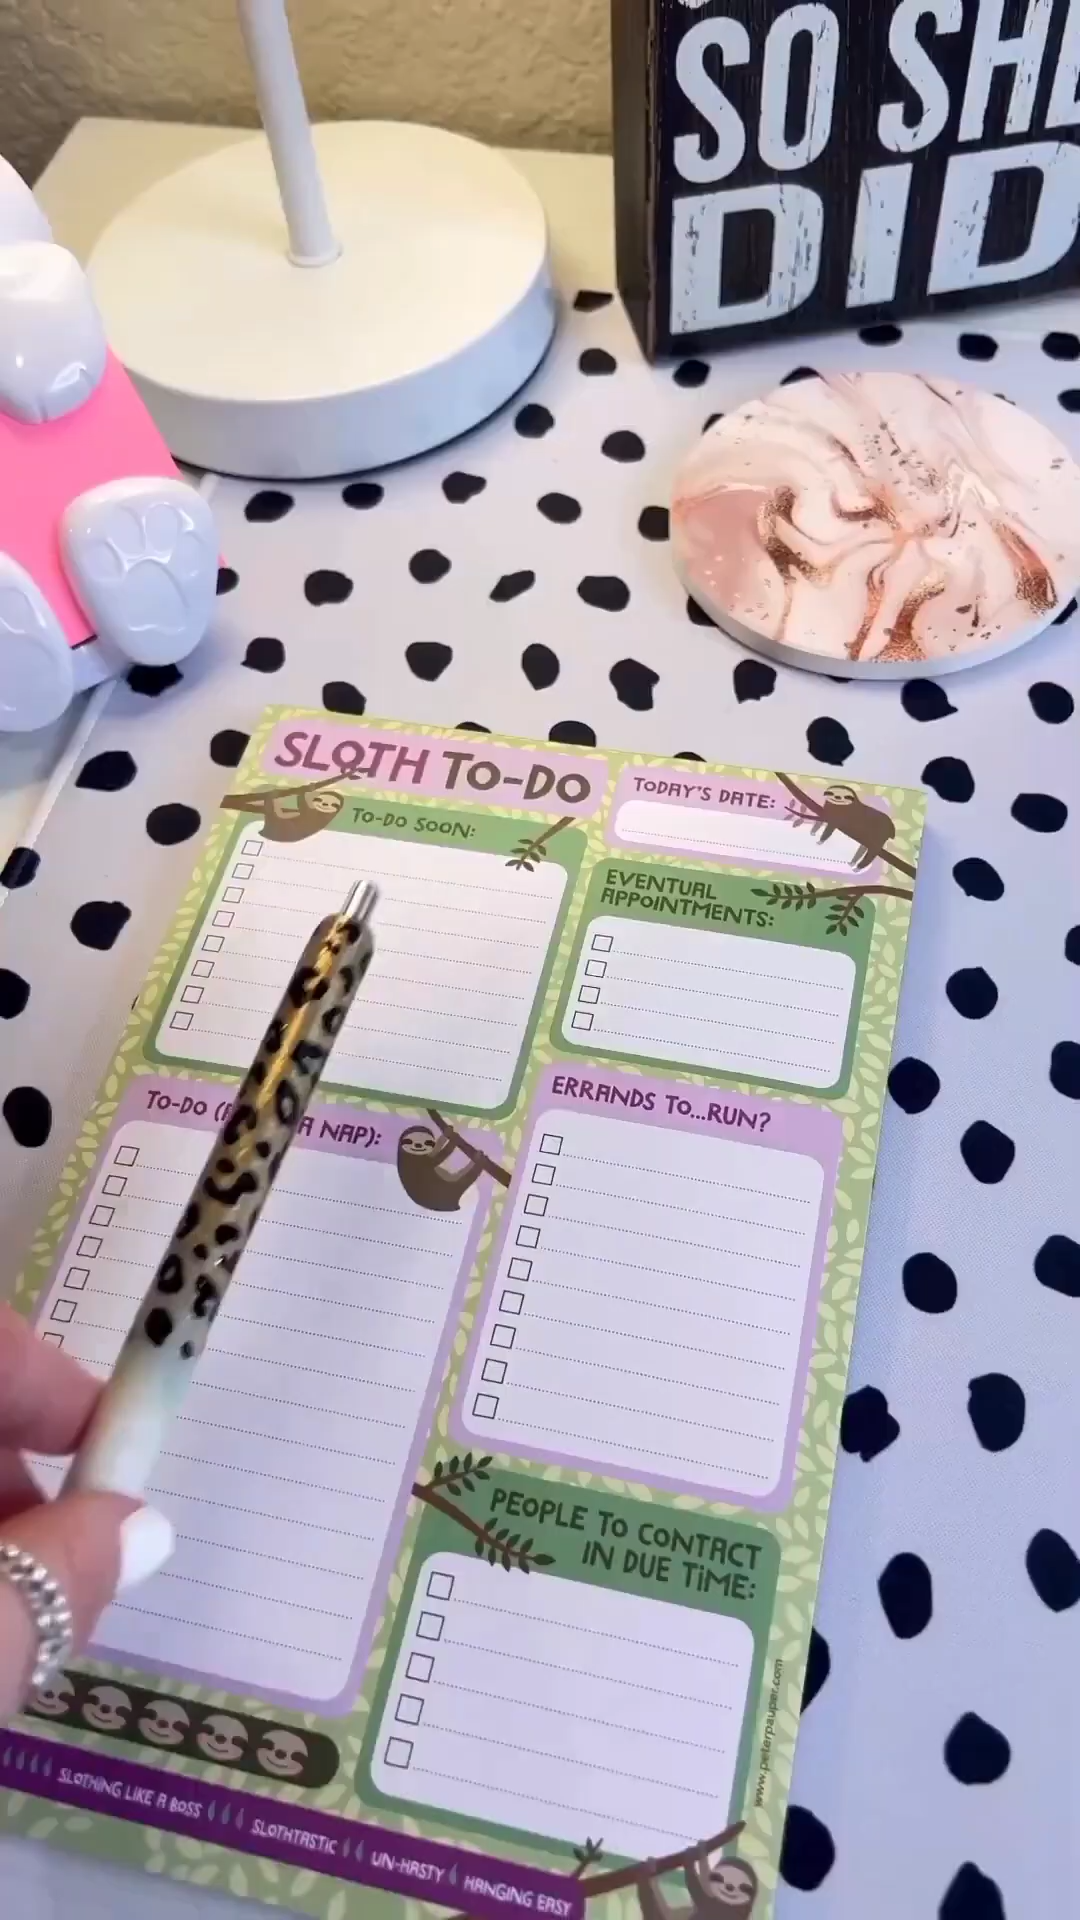 SO SHE
DID
SLOTH TO-DO
TODAY'S DATE:
TO-DO SOON:
EVENTUAL
APPOINTMENTS:
TO-DO ( A NAP):
ERRANDS TO...RUN?
PEOPLE TO CONTACT
IN DUE TIME:
www.peterpauper.com
SLOTHING LIKE A BOSS SLOTHTASTIC UN-HASTY HANGING EASY